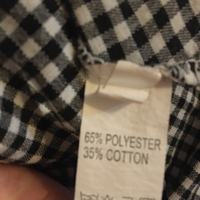 65% POLYESTER
35% COTTON